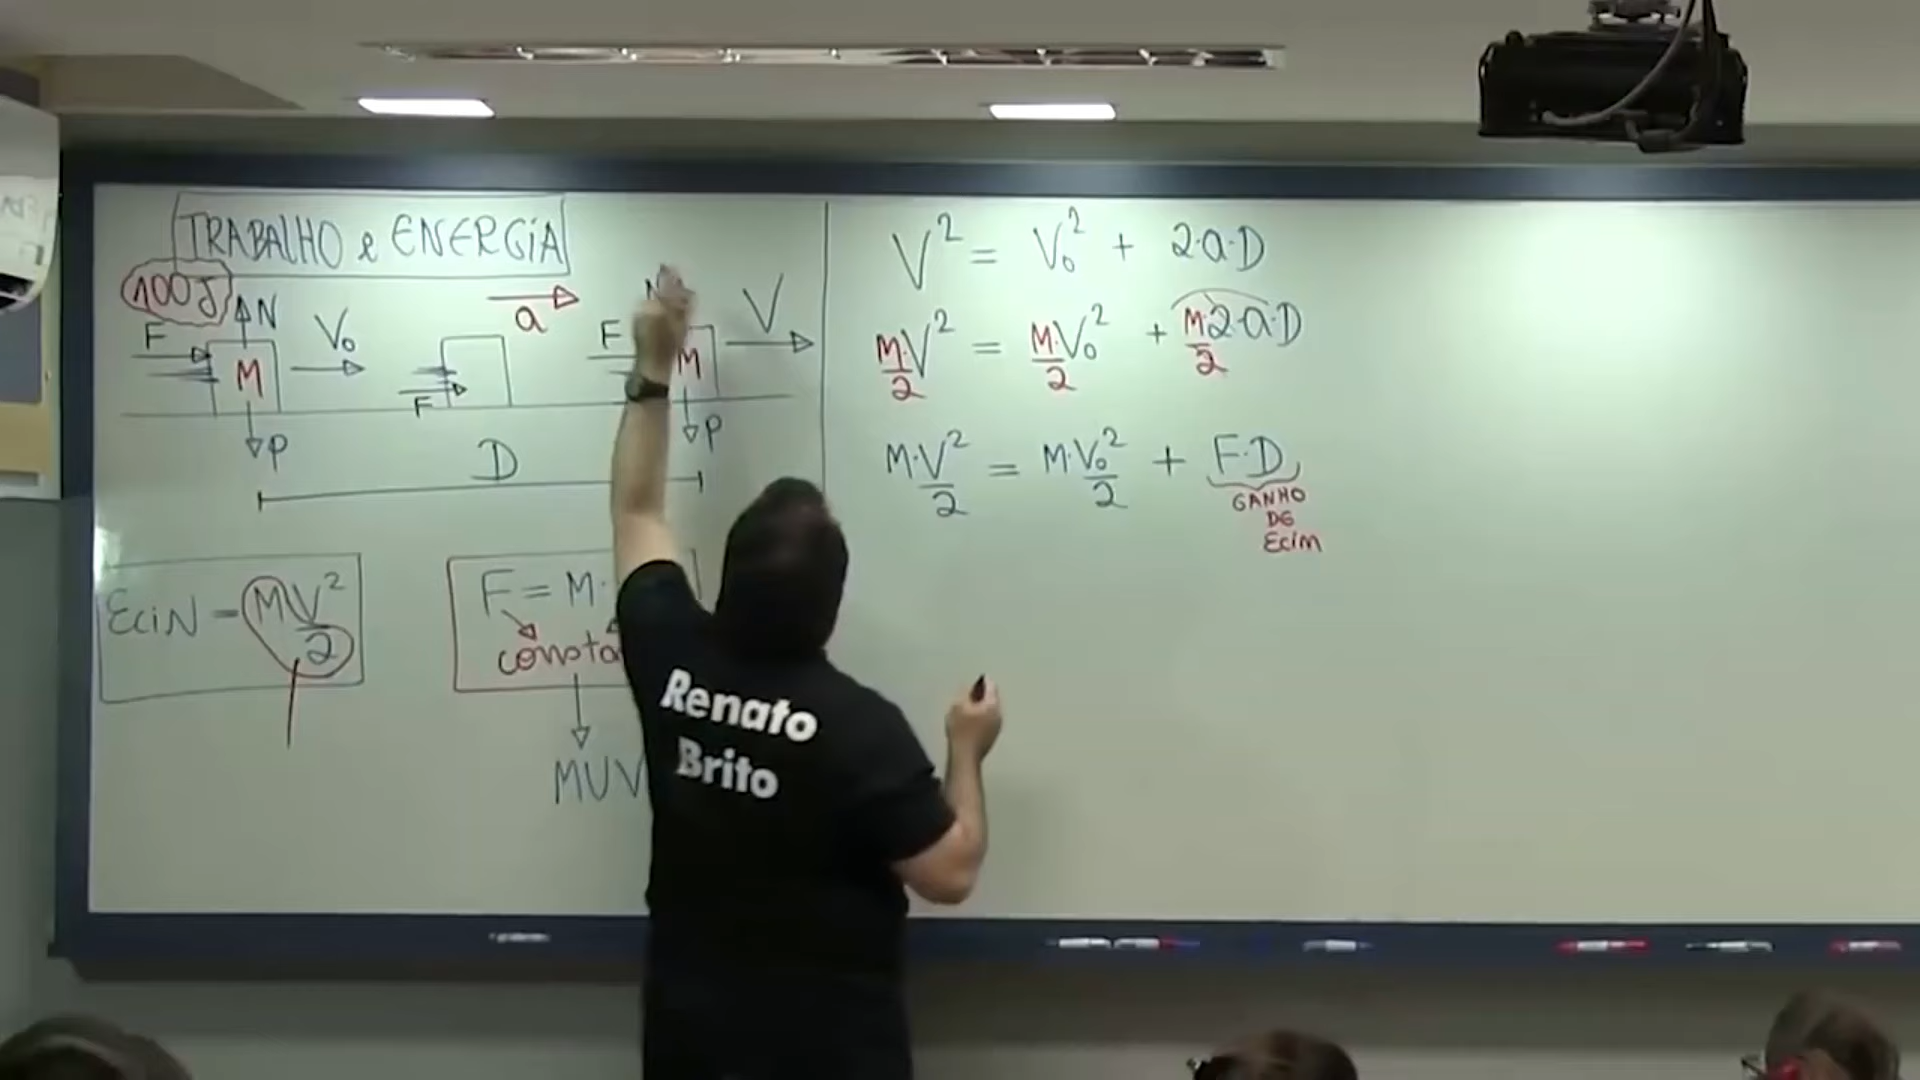 TRABALHO e ENERGIA
100J
N
F
M
V₀
P
a
F
F
M
V
P
D
Ecin = MV²/2
F = M·
MUV
V² = V₀² + 2·a·D
M/2·V² = M/2·V₀² + M/2·2·a·D
M·V²/2 = M·V₀²/2 + F·D
GANHO
DE
Ecin
Renato
Brito